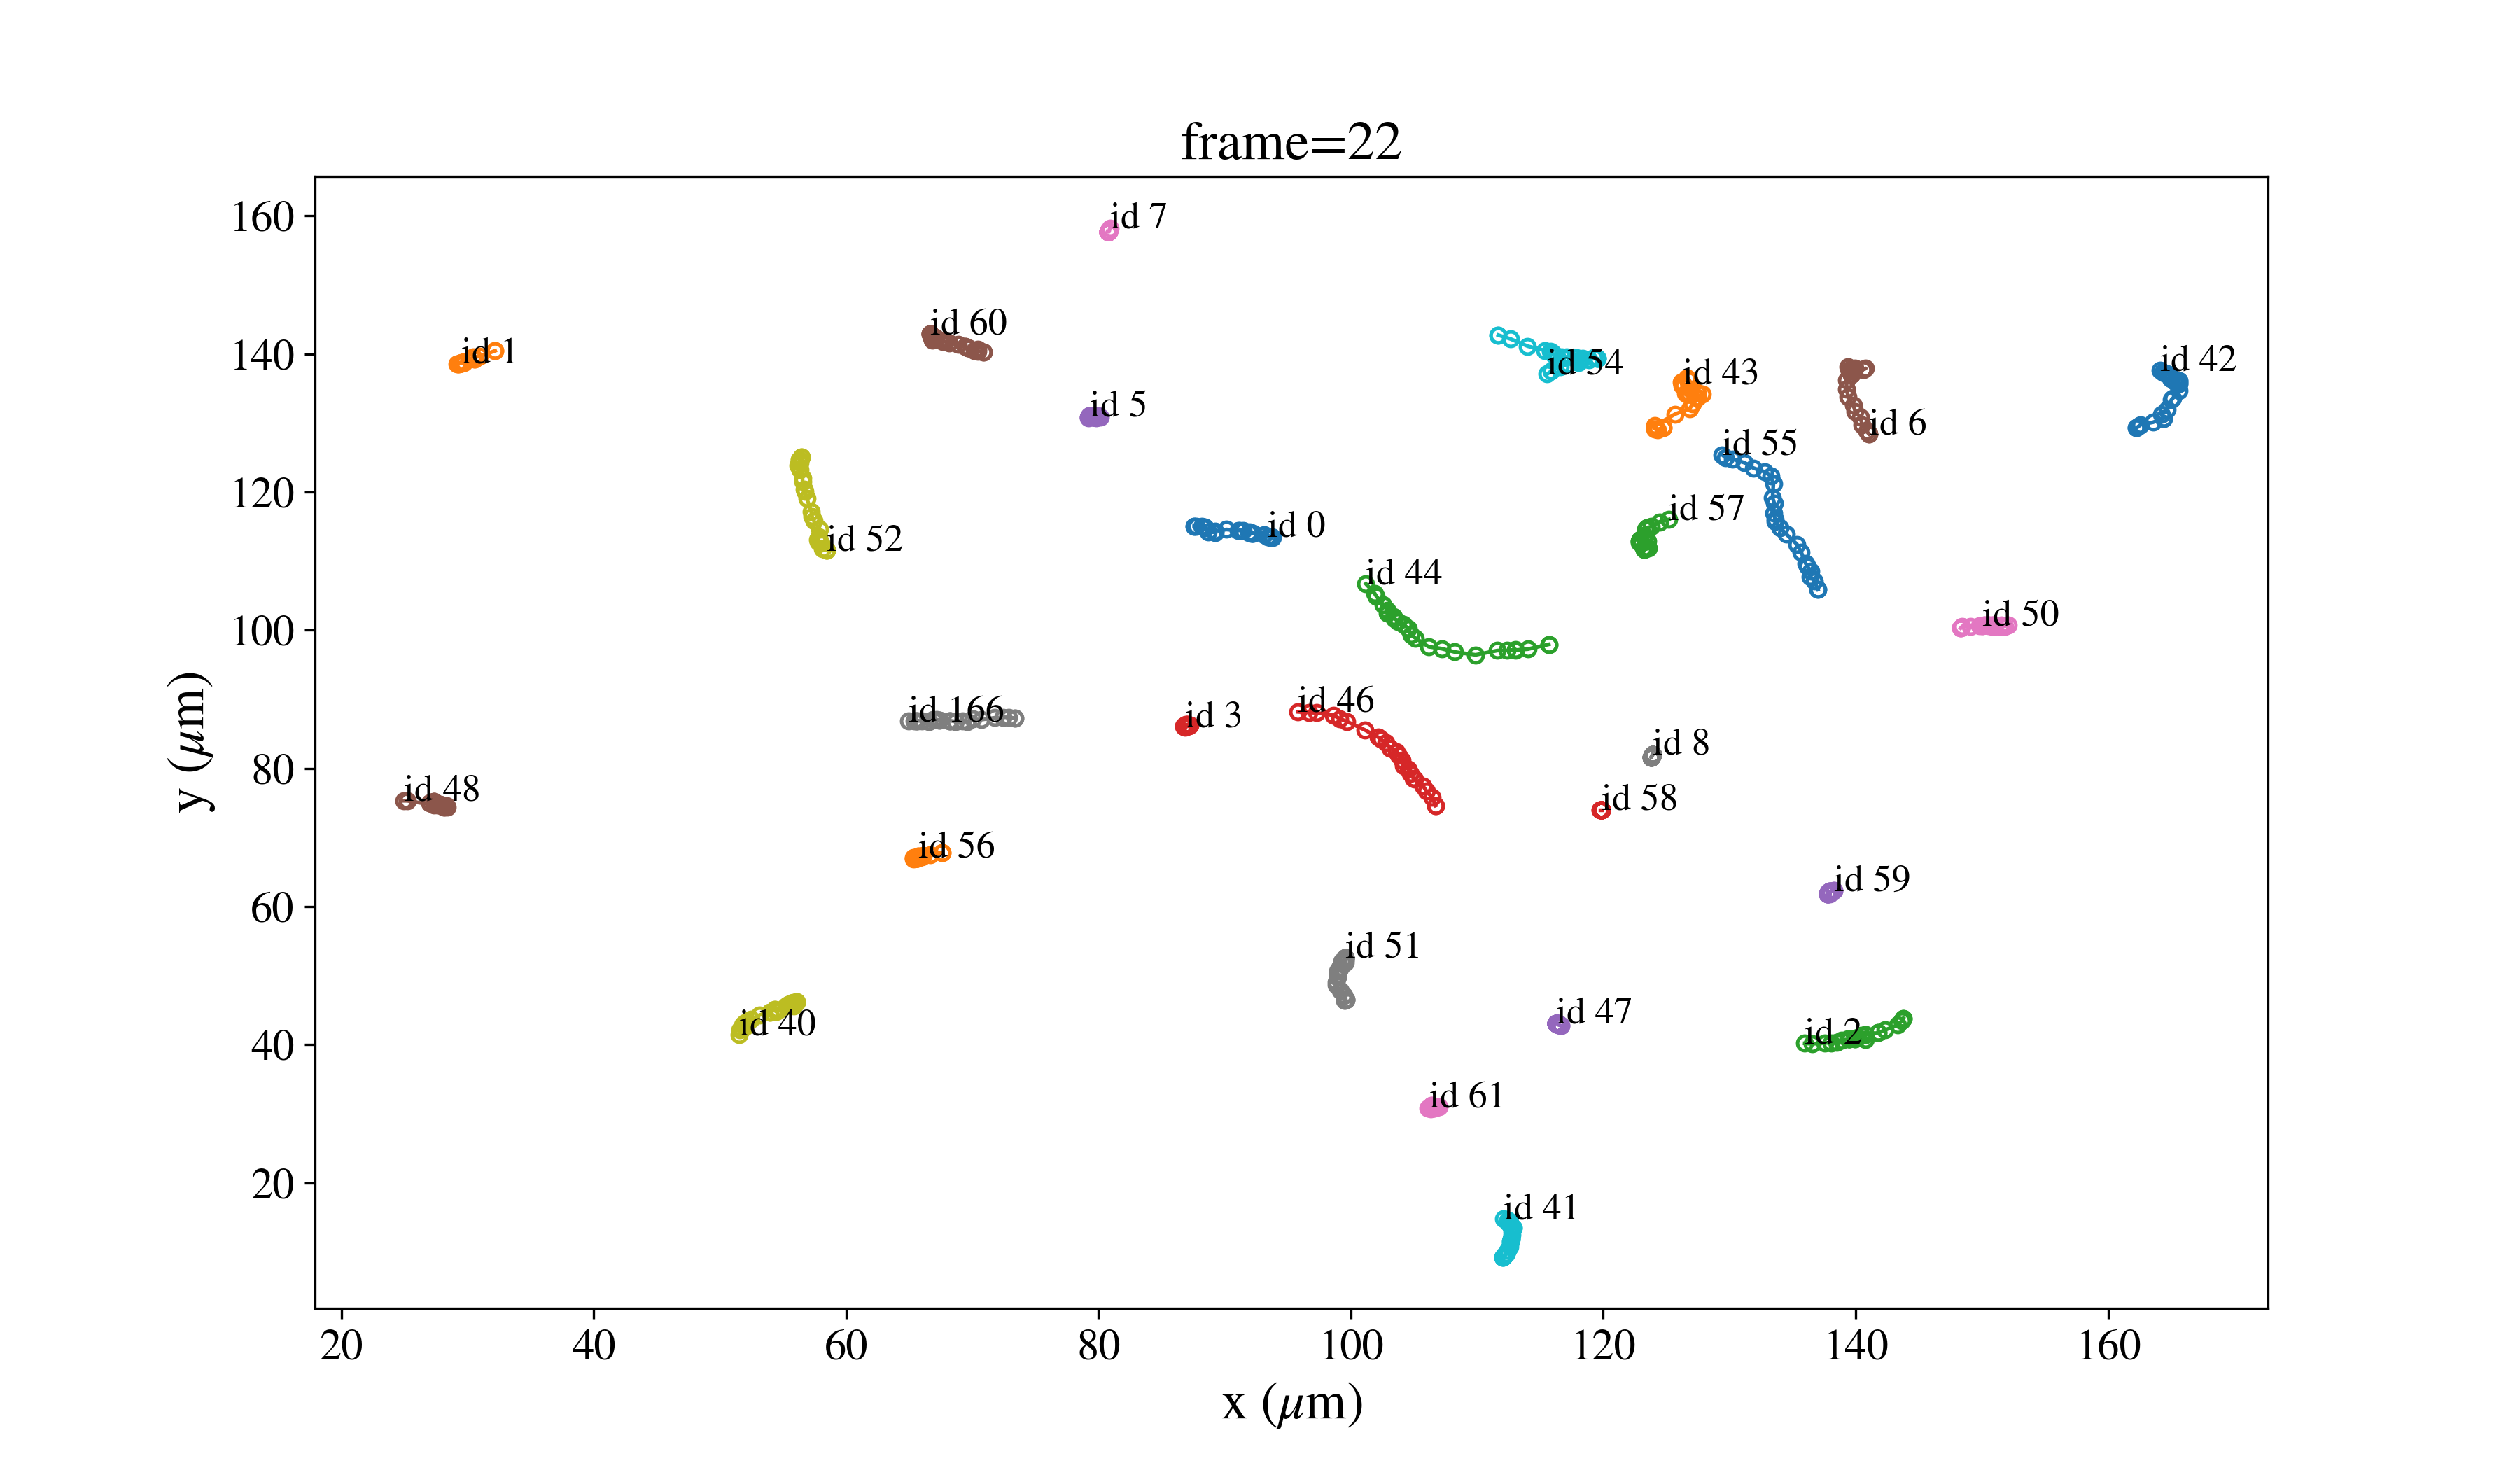 frame=22
160
140
120
100
80
60
40
20
y (μm)
id 7
id 60
id 1
id 54
id 43
id 42
id 5
id 6
id 55
id 52
id 0
id 57
id 44
id 50
id 166
id 3
id 46
id 8
id 48
id 58
id 56
id 59
id 51
id 47
id 40
id 2
id 61
id 41
20 40 60 80 100 120 140 160
x (μm)